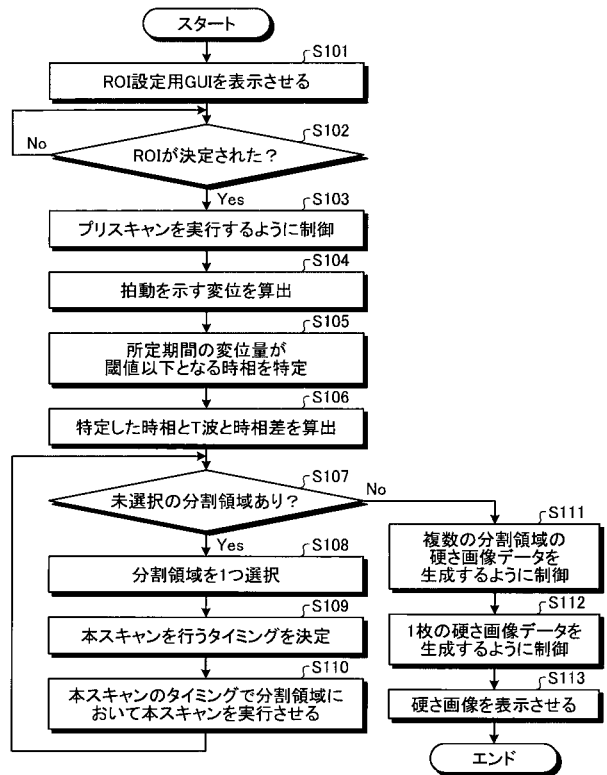 スタート
S101
ROI設定用GUIを表示させる
S102
No
ROIが決定された？
Yes
S103
プリスキャンを実行するように制御
S104
拍動を示す変位を算出
S105
所定期間の変位量が
閾値以下となる時相を特定
S106
特定した時相とT波と時相差を算出
S107
未選択の分割領域あり？
No
Yes
S108
分割領域を1つ選択
S109
本スキャンを行うタイミングを決定
S110
本スキャンのタイミングで分割領域に
おいて本スキャンを実行させる
S111
複数の分割領域の
硬さ画像データを
生成するように制御
S112
1枚の硬さ画像データを
生成するように制御
S113
硬さ画像を表示させる
エンド